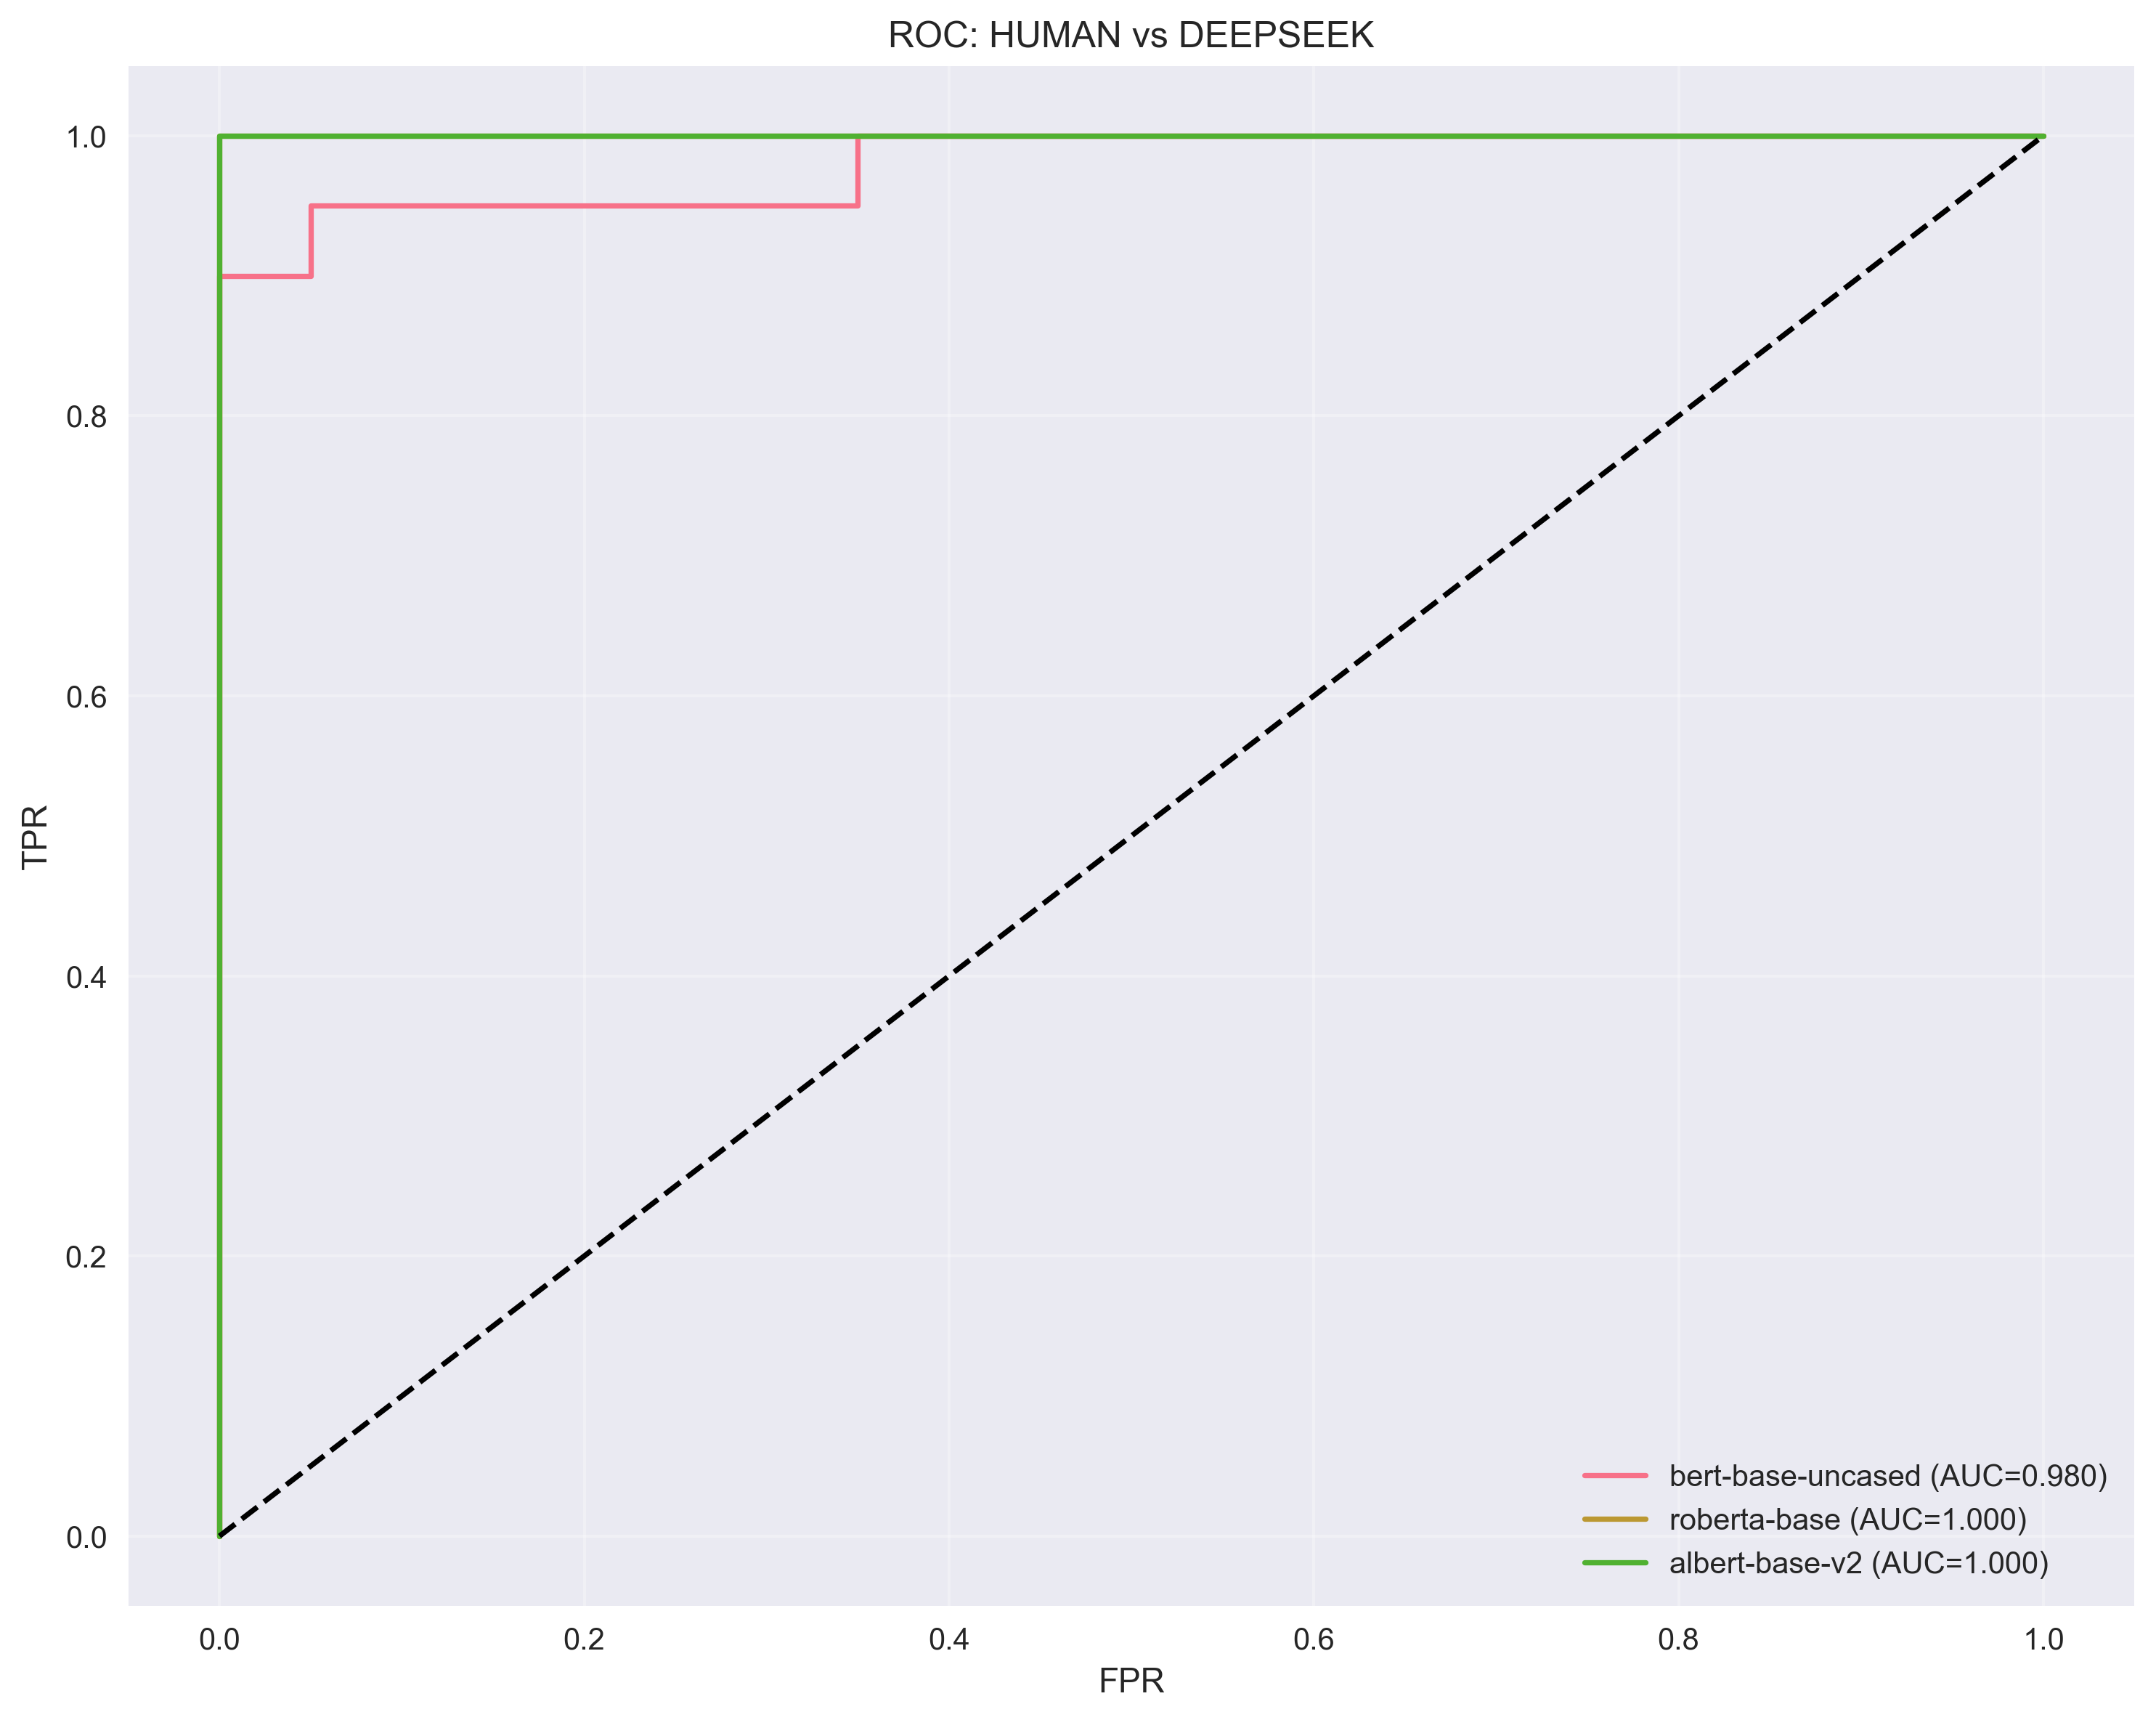 ROC: HUMAN vs DEEPSEEK
1.0
0.8
0.6
0.4
0.2
0.0
TPR
0.0 0.2 0.4 0.6 0.8 1.0
FPR
bert-base-uncased (AUC=0.980)
roberta-base (AUC=1.000)
albert-base-v2 (AUC=1.000)